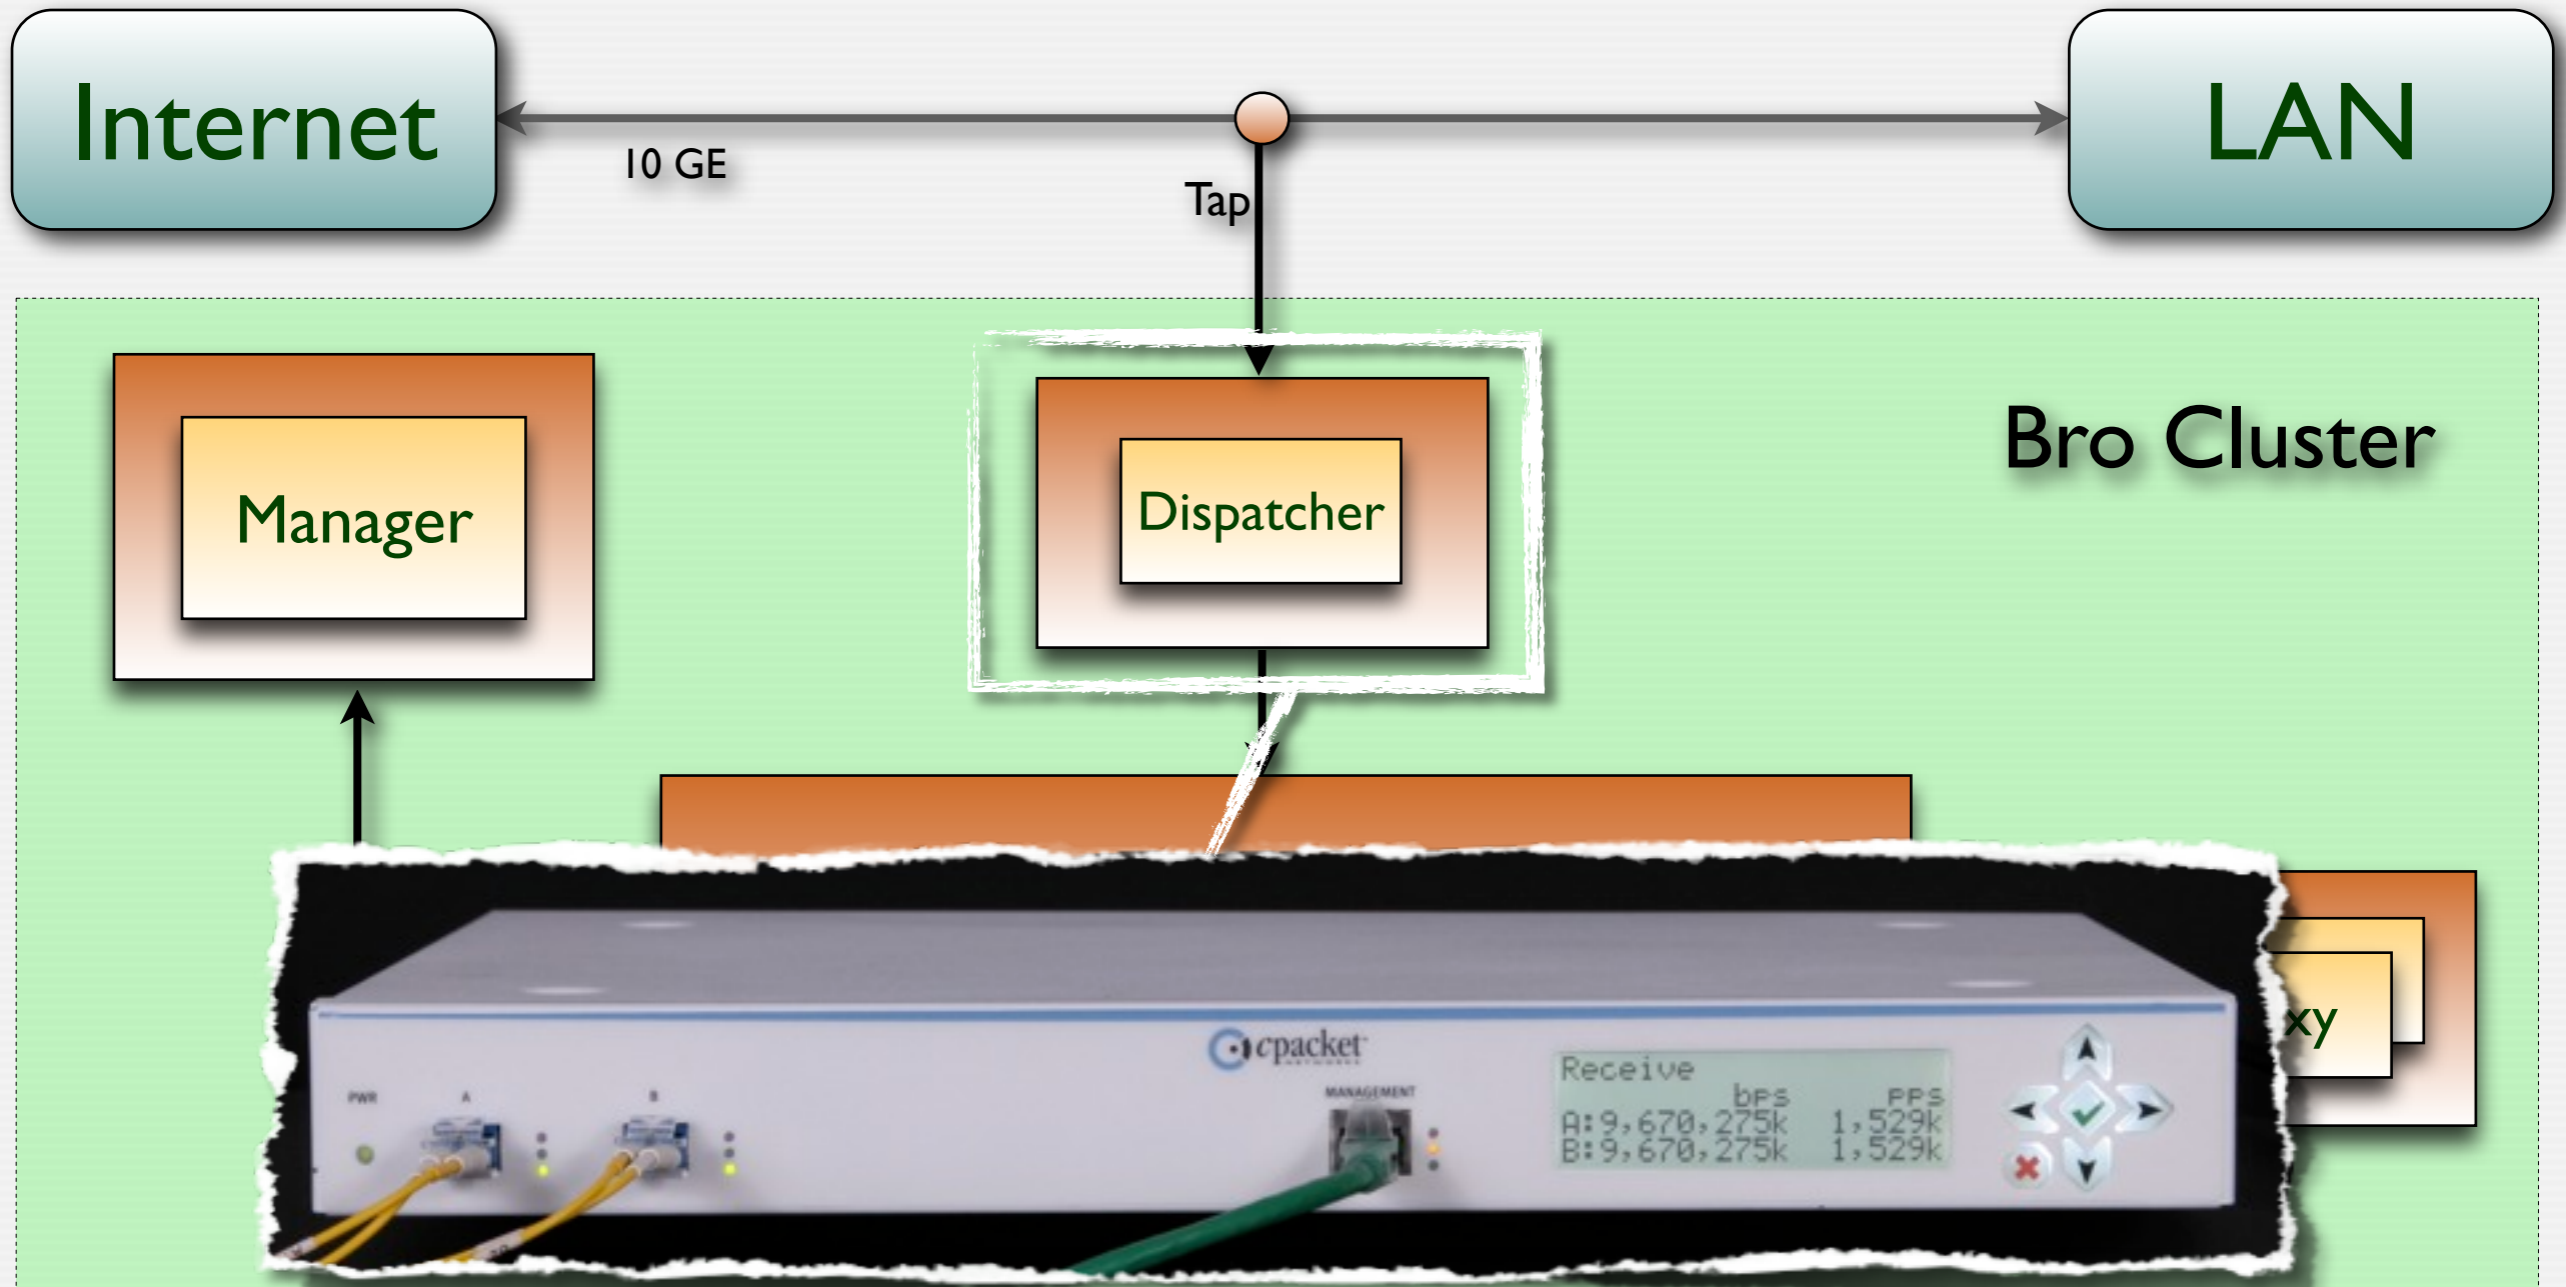 Internet
LAN
10 GE
Tap
Bro Cluster
Manager
Dispatcher
xy
cpacket
NETWORKS
PWR
A
B
MANAGEMENT
Receive
bps pps
A:9,670,275k 1,529k
B:9,670,275k 1,529k